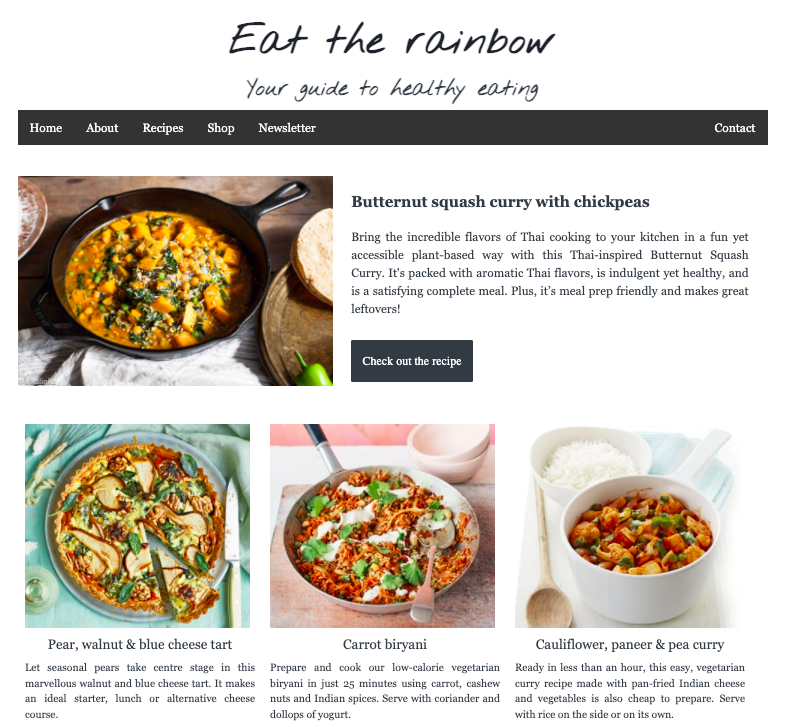 Eat the rainbow
Your guide to healthy eating
Home About Recipes Shop Newsletter Contact
Butternut squash curry with chickpeas
Bring the incredible flavors of Thai cooking to your kitchen in a fun yet
accessible plant-based way with this Thai-inspired Butternut Squash
Curry. It's packed with aromatic Thai flavors, is indulgent yet healthy, and
is a satisfying complete meal. Plus, it's meal prep friendly and makes great
leftovers!
Check out the recipe
Pear, walnut & blue cheese tart
Let seasonal pears take centre stage in this
marvellous walnut and blue cheese tart. It makes
an ideal starter, lunch or alternative cheese
course.
Carrot biryani
Prepare and cook our low-calorie vegetarian
biryani in just 25 minutes using carrot, cashew
nuts and Indian spices. Serve with coriander and
dollops of yogurt.
Cauliflower, paneer & pea curry
Ready in less than an hour, this easy, vegetarian
curry recipe made with pan-fried Indian cheese
and vegetables is also cheap to prepare. Serve
with rice on the side or on its own.